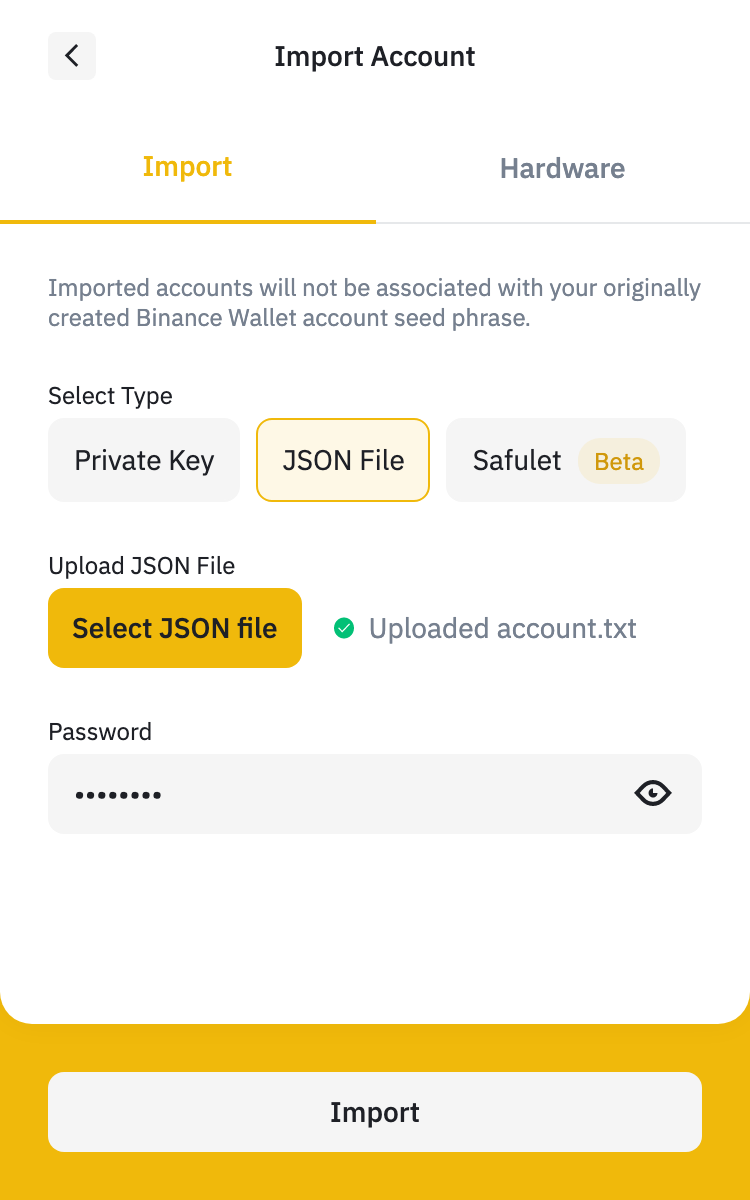 Import Account
Import
Hardware
Imported accounts will not be associated with your originally
created Binance Wallet account seed phrase.
Select Type
Private Key
JSON File
Safulet Beta
Upload JSON File
Select JSON file
Uploaded account.txt
Password
••••••••
Import